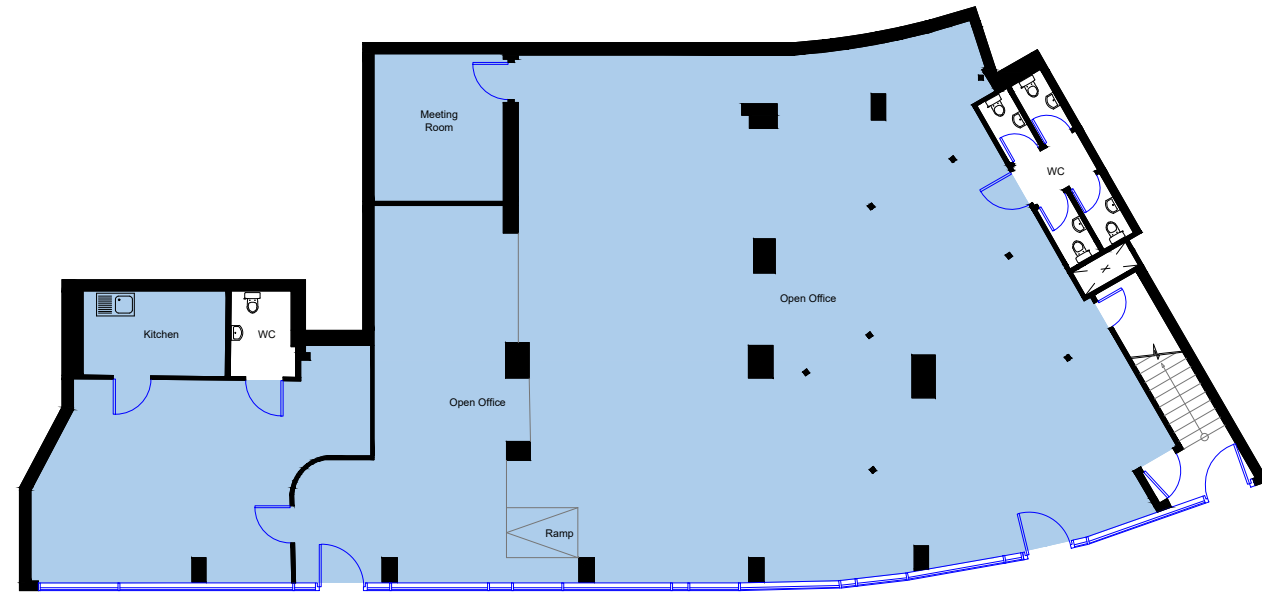 Meeting
Room
WC
Open Office
Kitchen
WC
Open Office
Ramp